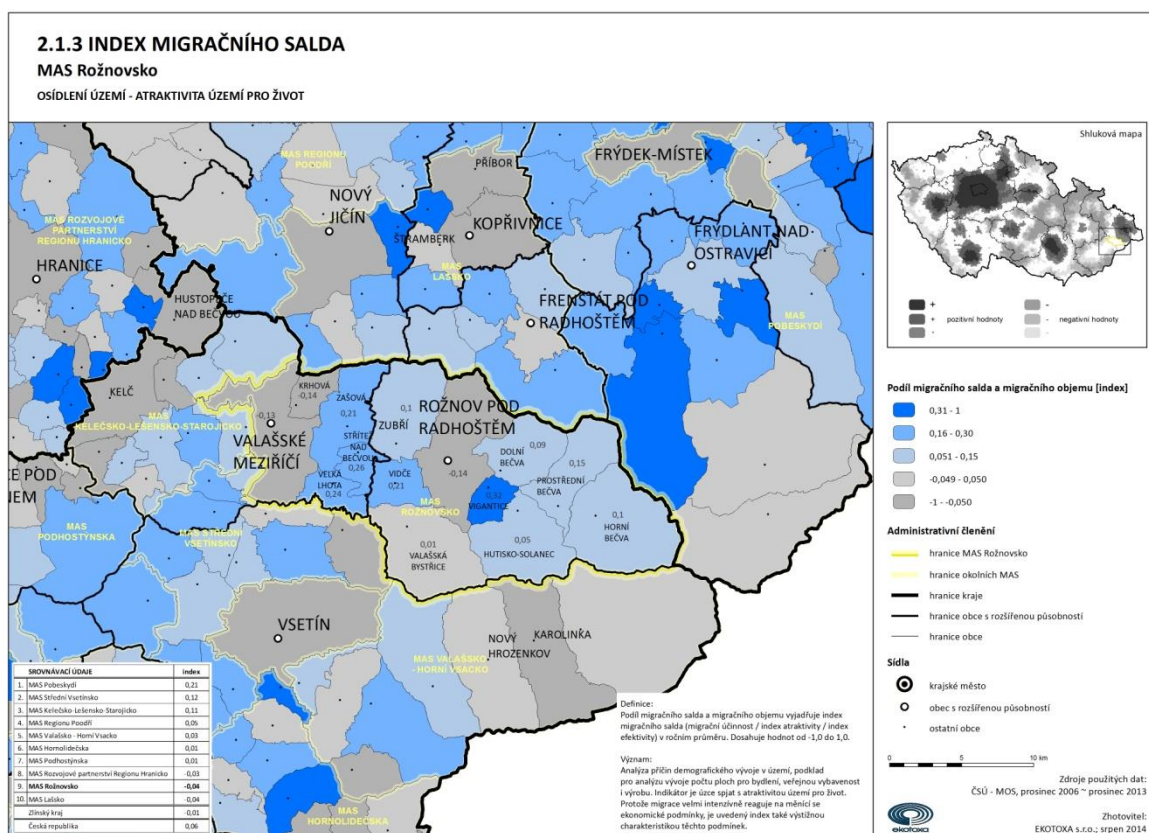 2.1.3 INDEX MIGRAČNÍHO SALDA
MAS Rožnovsko
OSÍDLENÍ ÚZEMÍ - ATRAKTIVITA ÚZEMÍ PRO ŽIVOT
MAS REGIONU
POODŘÍ
PŘÍBOR
FRÝDEK-MÍSTEK
NOVÝ
JIČÍN
KOPŘIVNICE
ŠTRAMBERK
MAS
LAŠSKO
FRÝDLANT NAD
OSTRAVICÍ
MAS ROZVOJOVÉ
PARTNERSTVÍ
REGIONU HRANICKO
HRANICE
HUSTOPEČE
NAD BEČVOU
FRENŠTÁT POD
RADHOŠTĚM
MAS
POBESKYDÍ
KELČ
MAS
KELEČSKO-LEŠENSKO-STAROJICKO
KRHOVÁ
-0,14
-0,13
VALAŠSKÉ
MEZIŘÍČÍ
ZAŠOVÁ
0,21
STŘÍTEŽ
NAD
BEČVOU
0,26
VELKÁ
LHOTA
0,24
0,1
ZUBŘÍ
ROŽNOV POD
RADHOŠTĚM
-0,14
VIDČE
0,21
MAS
ROŽNOVSKO
0,32
VIGANTICE
0,09
DOLNÍ
BEČVA
0,15
PROSTŘEDNÍ
BEČVA
0,1
HORNÍ
BEČVA
0,05
HUTISKO-SOLANEC
0,01
VALAŠSKÁ
BYSTŘICE
CE POD
NEM
MAS
PODHOSTÝNSKA
MAS STŘEDNÍ
VSETÍNSKO
VSETÍN
MAS VALAŠSKO
- HORNÍ VSACKO
NOVÝ
HROZENKOV
KAROLINKA
MAS
HORNOLIDEČSKA
SROVNÁVACÍ ÚDAJE index
1. MAS Pobeskydí 0,21
2. MAS Střední Vsetínsko 0,12
3. MAS Kelečsko-Lešensko-Starojicko 0,11
4. MAS Regionu Poodří 0,05
5. MAS Valašsko - Horní Vsacko 0,03
6. MAS Hornolidečska 0,01
7. MAS Podhostýnska 0,01
8. MAS Rozvojové partnerství Regionu Hranicko -0,03
9. MAS Rožnovsko -0,04
10. MAS Lašsko -0,04
Zlínský kraj -0,01
Česká republika 0,06
Definice:
Podíl migračního salda a migračního objemu vyjadřuje index
migračního salda (migrační účinnost / index atraktivity / index
efektivity) v ročním průměru. Dosahuje hodnot od -1,0 do 1,0.
Význam:
Analýza příčin demografického vývoje v území, podklad
pro analýzu vývoje počtu ploch pro bydlení, veřejnou vybavenost
i výrobu. Indikátor je úzce spjat s atraktivitou území pro život.
Protože migrace velmi intenzivně reaguje na měnící se
ekonomické podmínky, je uvedený index také výstižnou
charakteristikou těchto podmínek.
Shluková mapa
+ -
+ pozitivní hodnoty - negativní hodnoty
- -
Podíl migračního salda a migračního objemu [index]
0,31 - 1
0,16 - 0,30
0,051 - 0,15
-0,049 - 0,050
-1 - -0,050
Administrativní členění
hranice MAS Rožnovsko
hranice okolních MAS
hranice kraje
hranice obce s rozšířenou působností
hranice obce
Sídla
krajské město
obec s rozšířenou působností
ostatní obce
0 5 10 km
Zdroje použitých dat:
ČSÚ - MOS, prosinec 2006 ~ prosinec 2013
Zhotovitel:
EKOTOXA s.r.o.; srpen 2014
ekotoxa